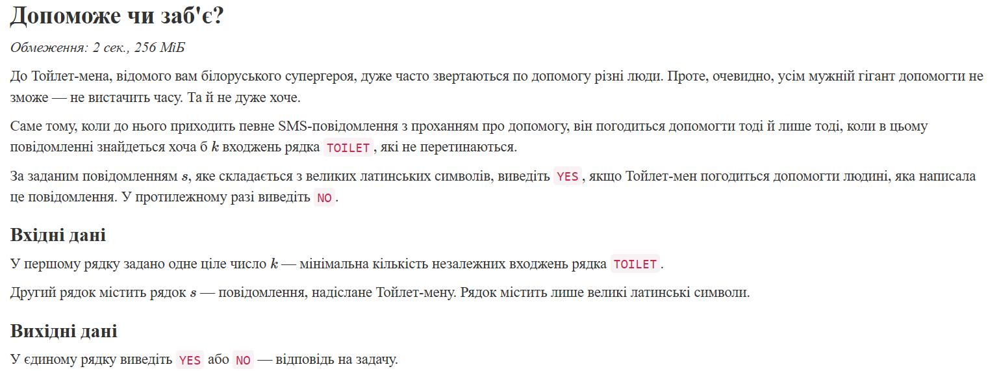 Допоможе чи заб'є?
Обмеження: 2 сек., 256 МіБ
До Тойлет-мена, відомого вам білоруського супергероя, дуже часто звертаються по допомогу різні люди. Проте, очевидно, усім мужній гігант допомогти не
зможе — не вистачить часу. Та й не дуже хоче.
Саме тому, коли до нього приходить певне SMS-повідомлення з проханням про допомогу, він погодиться допомогти тоді й лише тоді, коли в цьому
повідомленні знайдеться хоча б k входжень рядка TOILET, які не перетинаються.
За заданим повідомленням s, яке складається з великих латинських символів, виведіть YES, якщо Тойлет-мен погодиться допомогти людині, яка написала
це повідомлення. У протилежному разі виведіть NO.
Вхідні дані
У першому рядку задано одне ціле число k — мінімальна кількість незалежних входжень рядка TOILET.
Другий рядок містить рядок s — повідомлення, надіслане Тойлет-мену. Рядок містить лише великі латинські символи.
Вихідні дані
У єдиному рядку виведіть YES або NO — відповідь на задачу.